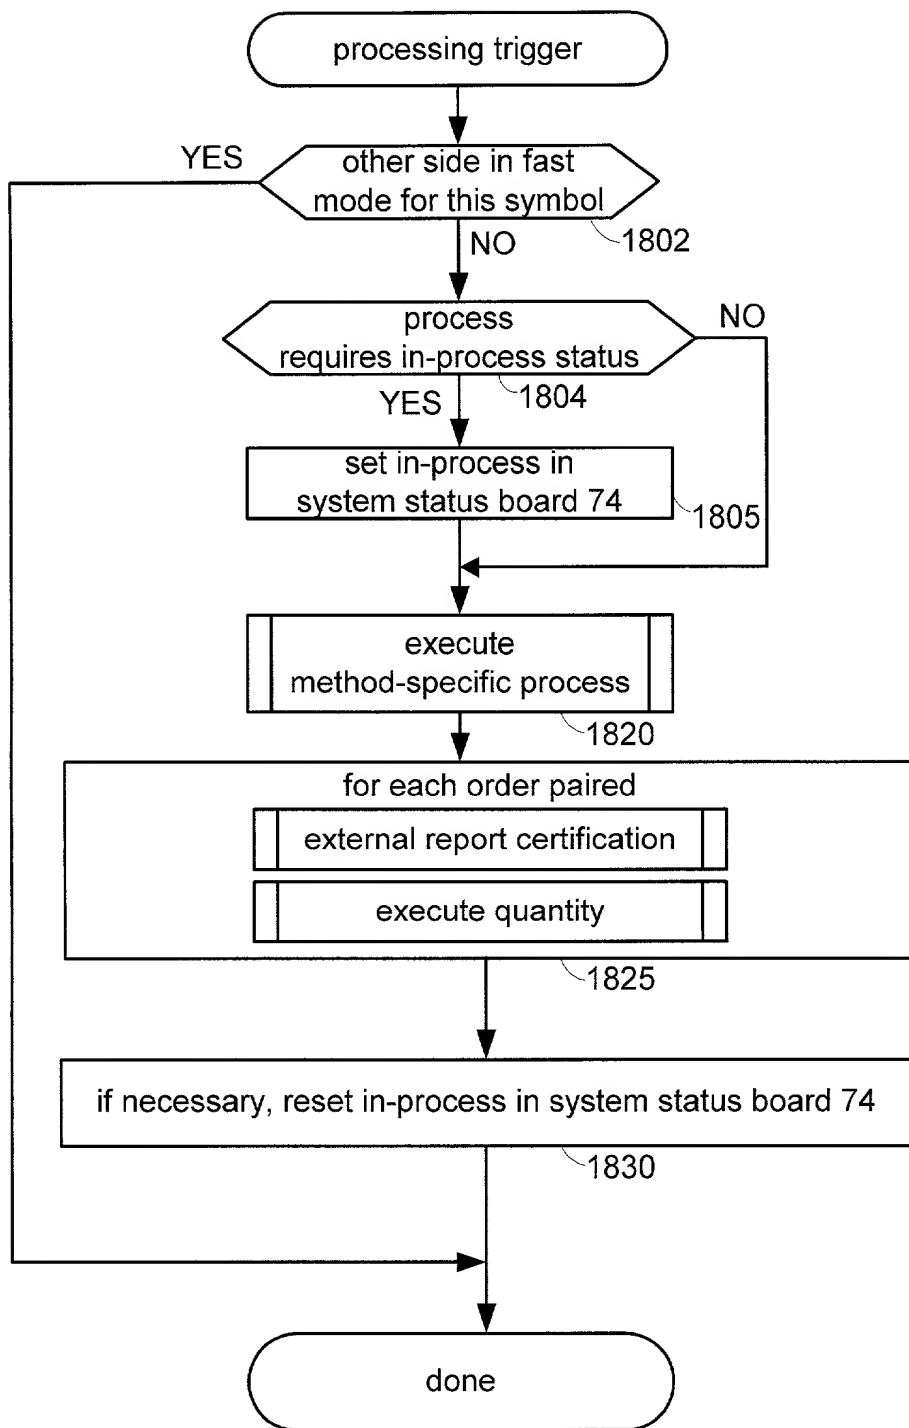 processing trigger
YES
other side in fast
mode for this symbol
1802
NO
process
requires in-process status
NO
1804
YES
set in-process in
system status board 74
1805
execute
method-specific process
1820
for each order paired
external report certification
execute quantity
1825
if necessary, reset in-process in system status board 74
1830
done